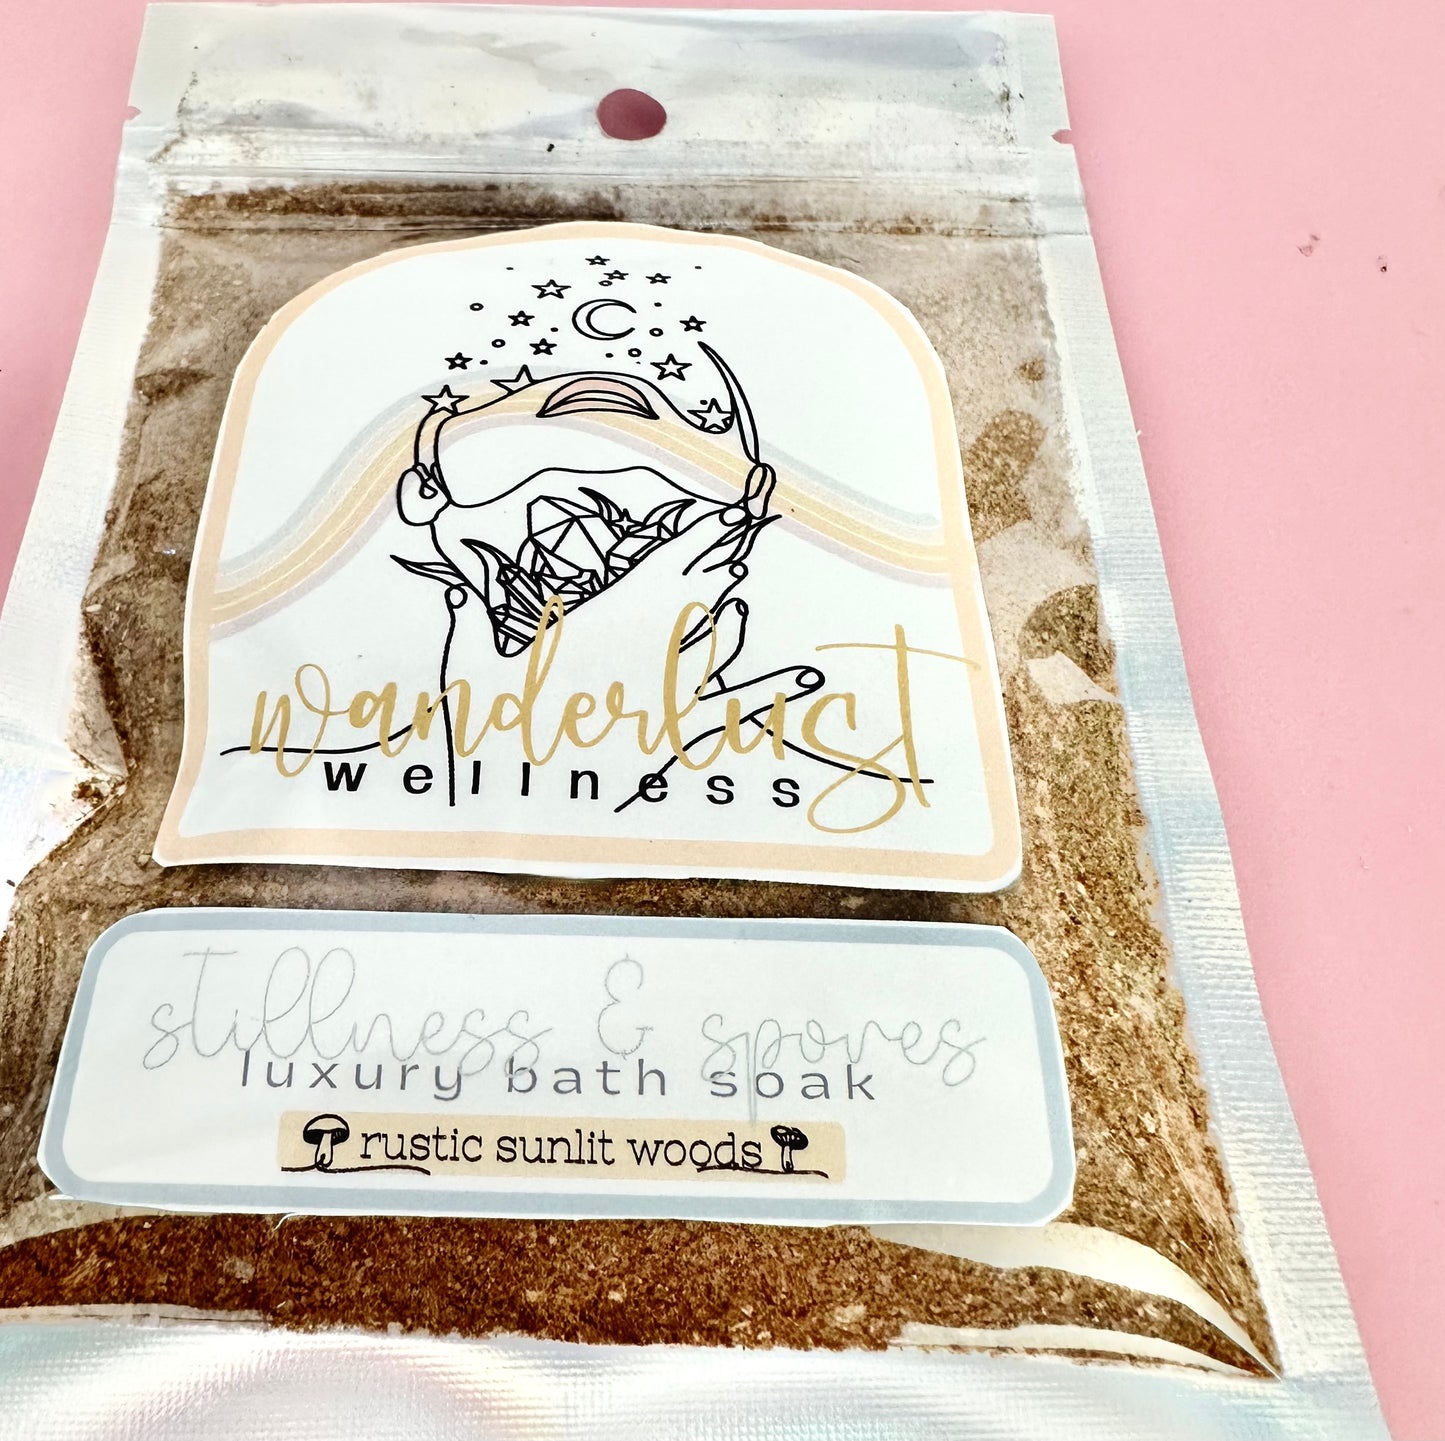 wanderlust
wellness
stillness & spores
luxury bath soak
rustic sunlit woods